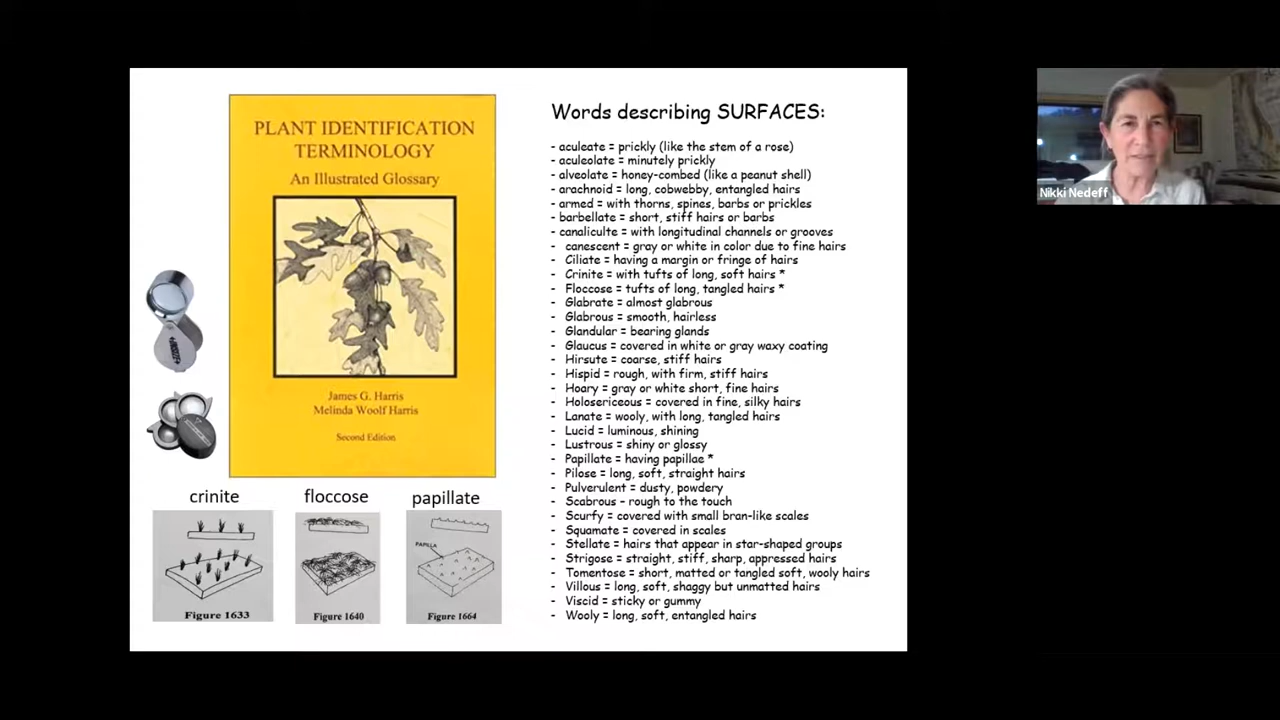 PLANT IDENTIFICATION
TERMINOLOGY
An Illustrated Glossary
James G. Harris
Melinda Woolf Harris
Second Edition
crinite
floccose
papillate
PAPILLA
Figure 1633
Figure 1640
Figure 1664
Words describing SURFACES:
- aculeate = prickly (like the stem of a rose)
- aculeolate = minutely prickly
- alveolate = honey-combed (like a peanut shell)
- arachnoid = long, cobwebby, entangled hairs
- armed = with thorns, spines, barbs or prickles
- barbellate = short, stiff hairs or barbs
- canaliculte = with longitudinal channels or grooves
- canescent = gray or white in color due to fine hairs
- Ciliate = having a margin or fringe of hairs
- Crinite = with tufts of long, soft hairs *
- Floccose = tufts of long, tangled hairs *
- Glabrate = almost glabrous
- Glabrous = smooth, hairless
- Glandular = bearing glands
- Glaucus = covered in white or gray waxy coating
- Hirsute = coarse, stiff hairs
- Hispid = rough, with firm, stiff hairs
- Hoary = gray or white short, fine hairs
- Holosericeous = covered in fine, silky hairs
- Lanate = wooly, with long, tangled hairs
- Lucid = luminous, shining
- Lustrous = shiny or glossy
- Papillate = having papillae *
- Pilose = long, soft, straight hairs
- Pulverulent = dusty, powdery
- Scabrous - rough to the touch
- Scurfy = covered with small bran-like scales
- Squamate = covered in scales
- Stellate = hairs that appear in star-shaped groups
- Strigose = straight, stiff, sharp, appressed hairs
- Tomentose = short, matted or tangled soft, wooly hairs
- Villous = long, soft, shaggy but unmatted hairs
- Viscid = sticky or gummy
- Wooly = long, soft, entangled hairs
Nikki Nedeff